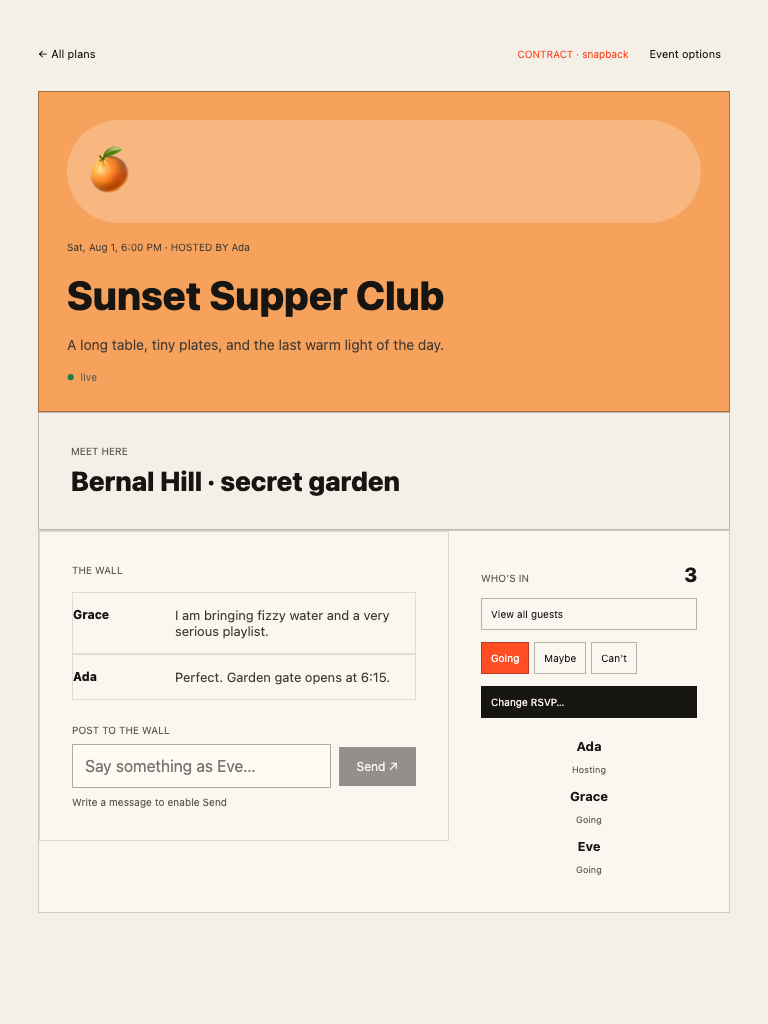 ← All plans
CONTRACT · snapback
Event options
Sat, Aug 1, 6:00 PM · HOSTED BY Ada
Sunset Supper Club
A long table, tiny plates, and the last warm light of the day.
live
MEET HERE
Bernal Hill · secret garden
THE WALL
Grace
I am bringing fizzy water and a very
serious playlist.
Ada
Perfect. Garden gate opens at 6:15.
POST TO THE WALL
Say something as Eve...
Send ↗
Write a message to enable Send
WHO'S IN
3
View all guests
Going
Maybe
Can't
Change RSVP...
Ada
Hosting
Grace
Going
Eve
Going